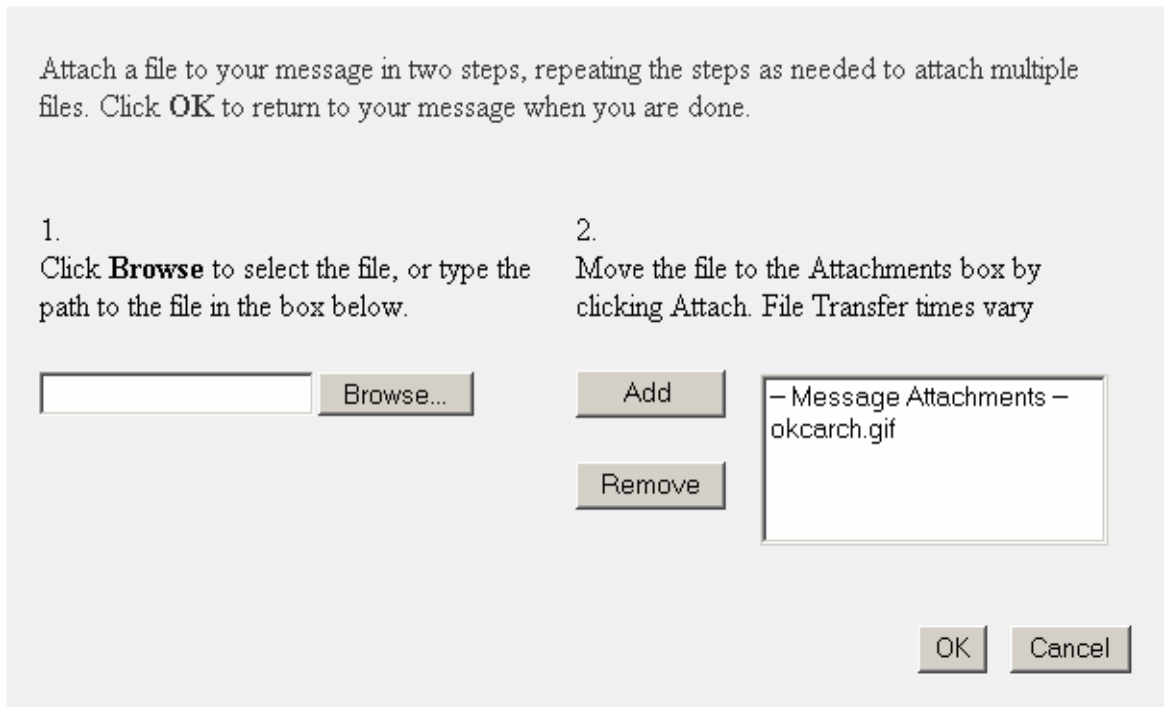 Attach a file to your message in two steps, repeating the steps as needed to attach multiple
files. Click OK to return to your message when you are done.
1.
Click Browse to select the file, or type the
path to the file in the box below.
Browse...
2.
Move the file to the Attachments box by
clicking Attach. File Transfer times vary
Add
Remove
– Message Attachments –
okcarch.gif
OK
Cancel